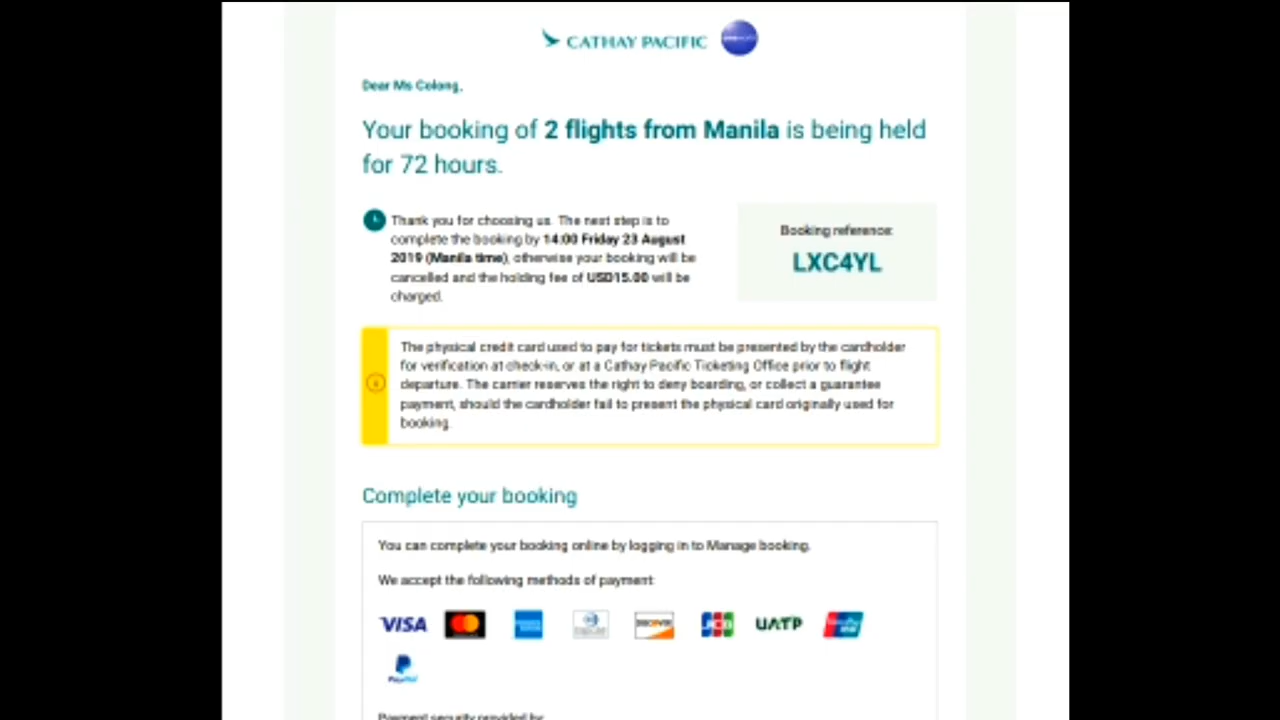 CATHAY PACIFIC
Dear Ms Colong,
Your booking of 2 flights from Manila is being held
for 72 hours.
Thank you for choosing us. The next step is to
complete the booking by 14:00 Friday 23 August
2019 (Manila time), otherwise your booking will be
cancelled and the holding fee of USD15.00 will be
charged.
Booking reference:
LXC4YL
The physical credit card used to pay for tickets must be presented by the cardholder
for verification at check-in, or at a Cathay Pacific Ticketing Office prior to flight
departure. The carrier reserves the right to deny boarding, or collect a guarantee
payment, should the cardholder fail to present the physical card originally used for
booking.
Complete your booking
You can complete your booking online by logging in to Manage booking.
We accept the following methods of payment:
VISA
DISCOVER
JCB
UATP
PayPal
Payment security provided by